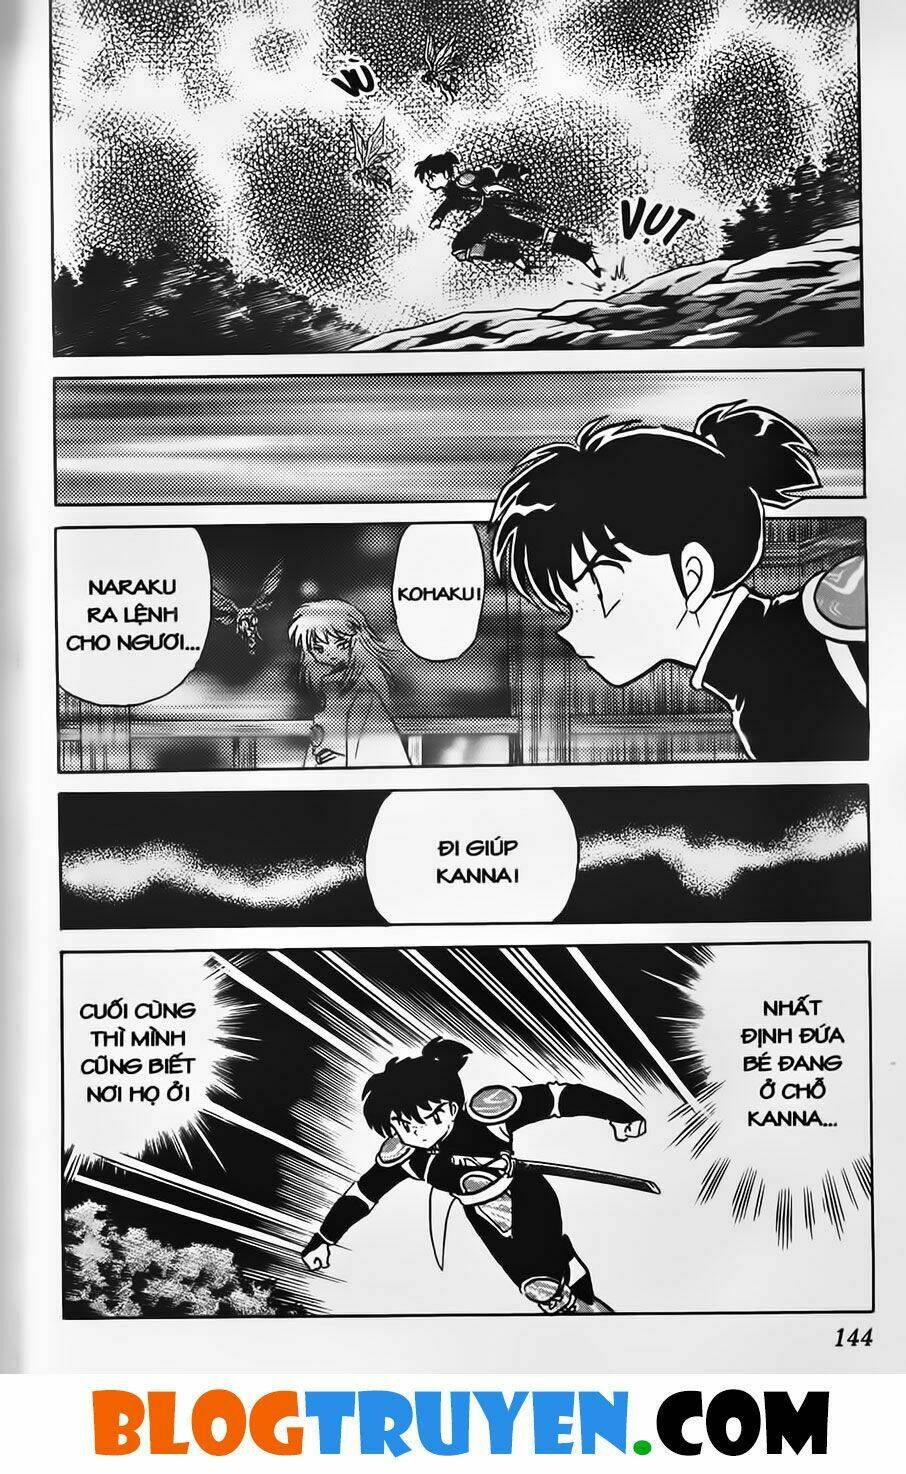 VÙ
VỤT
KOHAKU!
NARAKU
RA LỆNH
CHO NGƯƠI...
ĐI GIÚP
KANNA!
NHẤT
ĐỊNH ĐỨA
BÉ ĐANG
Ở CHỖ
KANNA...
CUỐI CÙNG
THÌ MÌNH
CŨNG BIẾT
NƠI HỌ Ở!
144
BLOGTRUYEN.COM